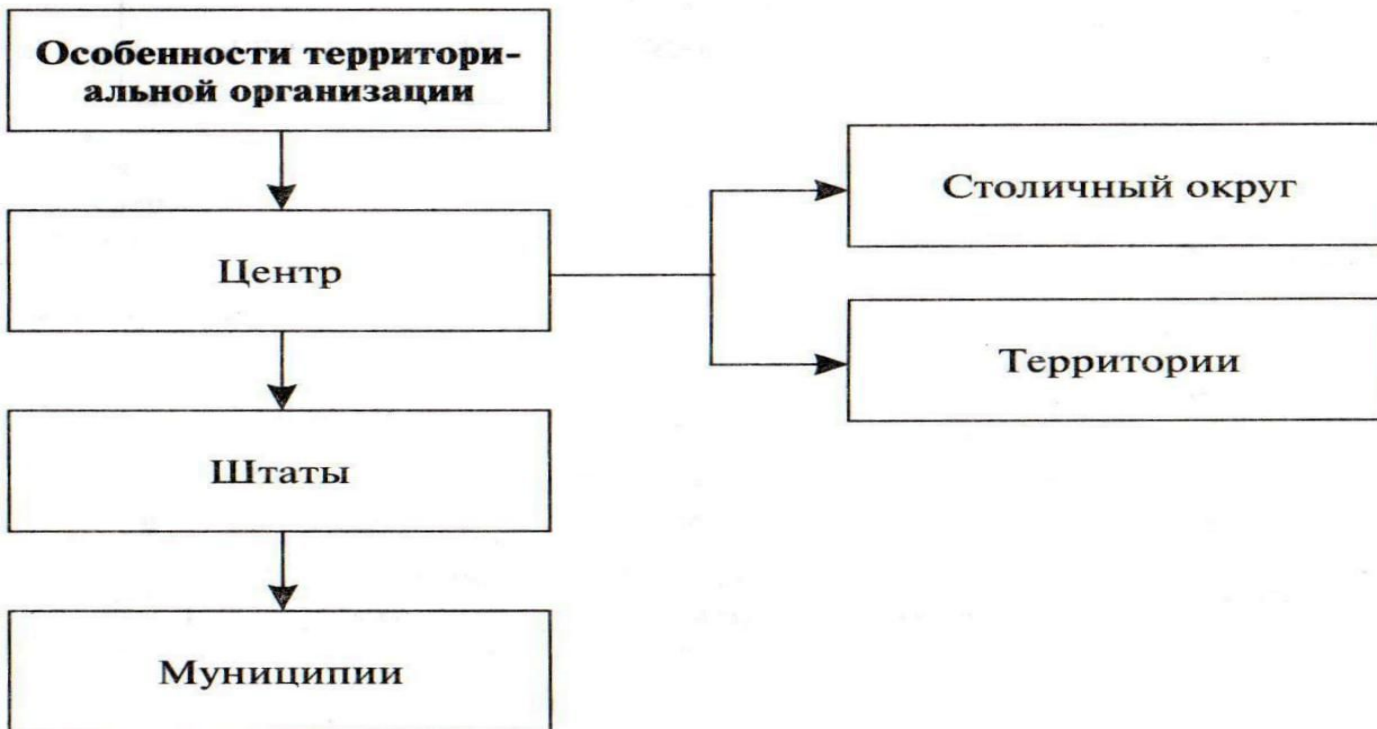 Особенности территори-
альной организации
Столичный округ
Центр
Территории
Штаты
Муниципии